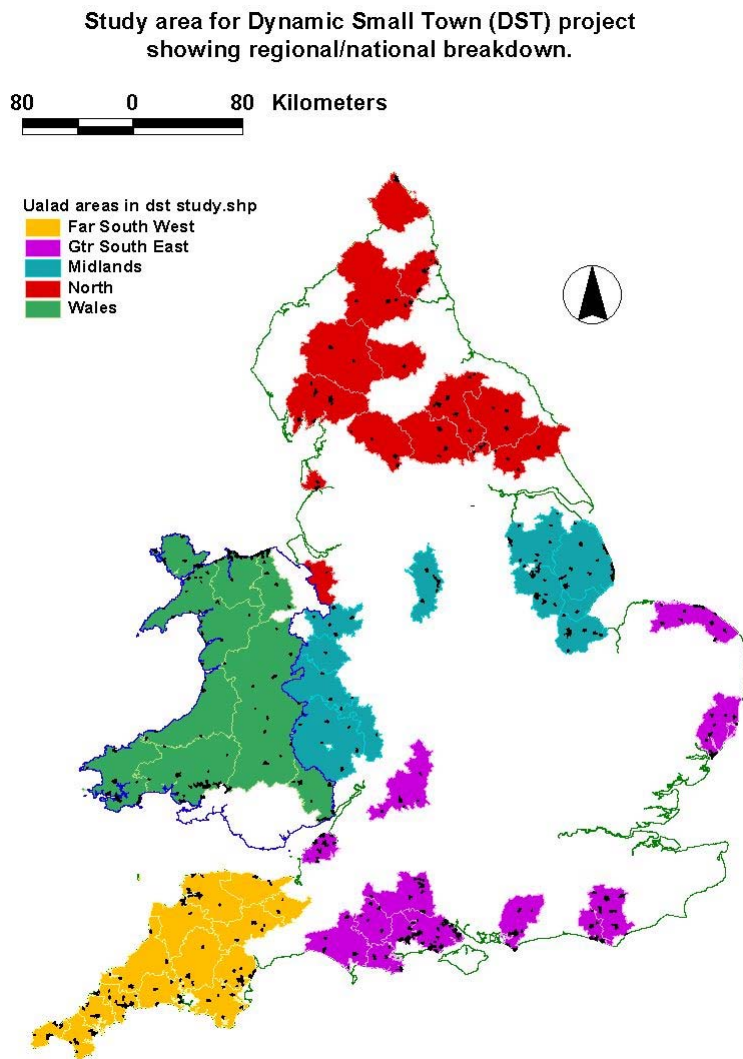 Study area for Dynamic Small Town (DST) project
showing regional/national breakdown.
80 0 80 Kilometers
Ualad areas in dst study.shp
Far South West
Gtr South East
Midlands
North
Wales